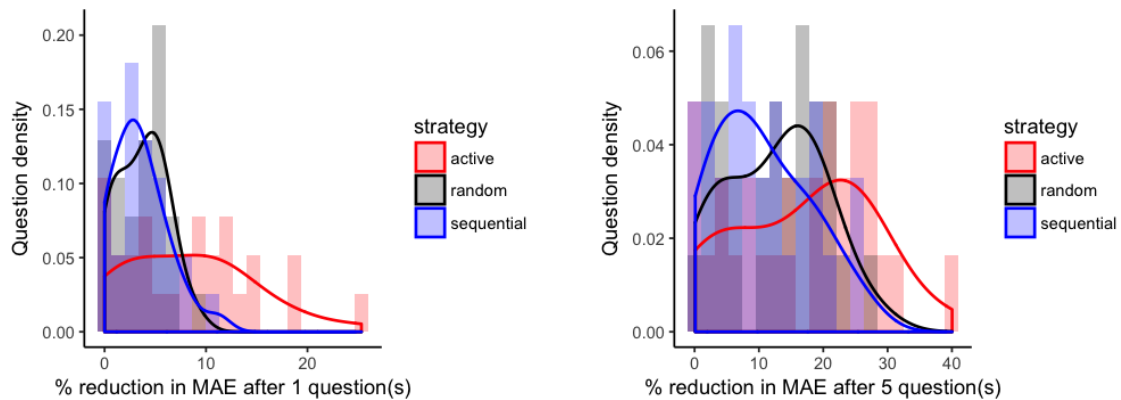 0.20
0.15
0.10
0.05
0.00
Question density
0 10 20
% reduction in MAE after 1 question(s)
strategy
active
random
sequential
0.06
0.04
0.02
0.00
Question density
0 10 20 30 40
% reduction in MAE after 5 question(s)
strategy
active
random
sequential